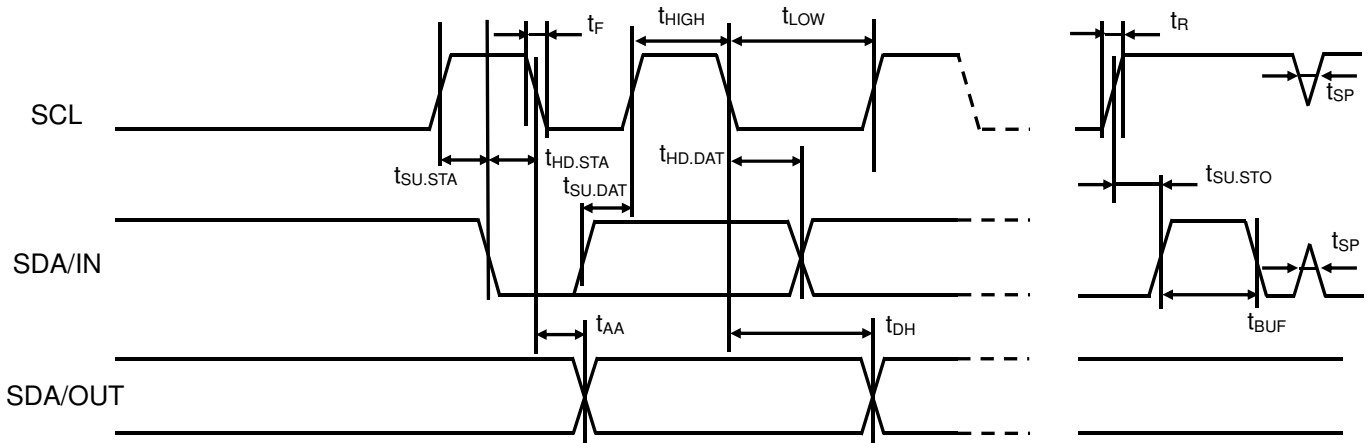 tF
tHIGH
tLOW
tR
SCL
tSP
tSU.STA
tHD.STA
tSU.DAT
tHD.DAT
tSU.STO
SDA/IN
tSP
tAA
tDH
tBUF
SDA/OUT